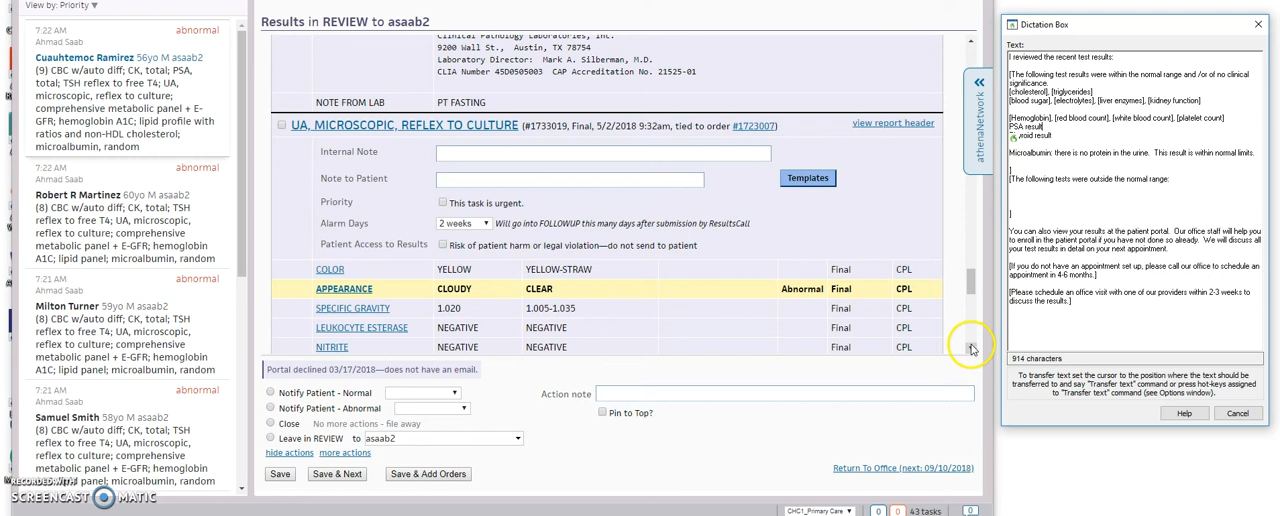 View by: Priority
7:22 AM abnormal
Ahmad Saab
Cuauhtemoc Ramirez 56yo M asaab2
(9) CBC w/auto diff; CK, total; PSA,
total; TSH reflex to free T4; UA,
microscopic, reflex to culture;
comprehensive metabolic panel + E-
GFR; hemoglobin A1C; lipid profile with
ratios and non-HDL cholesterol;
microalbumin, random
7:22 AM abnormal
Ahmad Saab
Robert R Martinez 60yo M asaab2
(8) CBC w/auto diff; CK, total; TSH
reflex to free T4; UA, microscopic,
reflex to culture; comprehensive
metabolic panel + E-GFR; hemoglobin
A1C; lipid panel; microalbumin, random
7:21 AM abnormal
Ahmad Saab
Milton Turner 59yo M asaab2
(8) CBC w/auto diff; CK, total; TSH
reflex to free T4; UA, microscopic,
reflex to culture; comprehensive
metabolic panel + E-GFR; hemoglobin
A1C; lipid panel; microalbumin, random
7:21 AM abnormal
Ahmad Saab
Samuel Smith 58yo M asaab2
(8) CBC w/auto diff; CK, total; TSH
reflex to free T4; UA, microscopic,
reflex to culture; comprehensive
metabolic panel + E-GFR; hemoglobin
A1C; lipid panel; microalbumin, random
RECORDED WITH
SCREENCAST MATIC
Results in REVIEW to asaab2
Clinical Pathology Laboratories, Inc.
9200 Wall St., Austin, TX 78754
Laboratory Director: Mark A. Silberman, M.D.
CLIA Number 45D0505003 CAP Accreditation No. 21525-01
NOTE FROM LAB PT FASTING
UA, MICROSCOPIC, REFLEX TO CULTURE (#1733019, Final, 5/2/2018 9:32am, tied to order #1723007) view report header
Internal Note
Note to Patient Templates
Priority This task is urgent.
Alarm Days 2 weeks Will go into FOLLOWUP this many days after submission by ResultsCall
Patient Access to Results Risk of patient harm or legal violation—do not send to patient
COLOR YELLOW YELLOW-STRAW Final CPL
APPEARANCE CLOUDY CLEAR Abnormal Final CPL
SPECIFIC GRAVITY 1.020 1.005-1.035 Final CPL
LEUKOCYTE ESTERASE NEGATIVE NEGATIVE Final CPL
NITRITE NEGATIVE NEGATIVE Final CPL
Portal declined 03/17/2018—does not have an email.
Notify Patient - Normal
Notify Patient - Abnormal
Close No more actions - file away
Leave in REVIEW to asaab2
hide actions more actions
Action note
Pin to Top?
Save Save & Next Save & Add Orders
Return To Office (next: 09/10/2018)
CHC1_Primary Care 0 0 43 tasks 0
athenaNetwork
Dictation Box
Text:
I reviewed the recent test results:
[The following test results were within the normal range and /or of no clinical
significance.
[cholesterol], [triglycerides]
[blood sugar], [electrolytes], [liver enzymes], [kidney function]
[Hemoglobin], [red blood count], [white blood count], [platelet count]
PSA result
roid result
Microalbumin: there is no protein in the urine. This result is within normal limits.
]
[The following tests were outside the normal range:
]
You can also view your results at the patient portal. Our office staff will help you
to enroll in the patient portal if you have not done so already. We will discuss all
your test results in detail on your next appointment.
[If you do not have an appointment set up, please call our office to schedule an
appointment in 4-6 months.]
[Please schedule an office visit with one of our providers within 2-3 weeks to
discuss the results.]
914 characters
To transfer text set the cursor to the position where the text should be
transferred to and say "Transfer text" command or press hot-keys assigned
to "Transfer text" command (see Options window).
Help Cancel